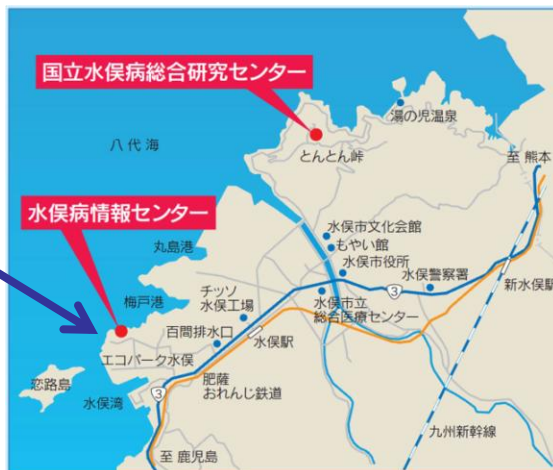 国立水俣病総合研究センター
湯の児温泉
八代海
とんとん峠
至 熊本
水俣病情報センター
水俣市文化会館
もやい館
水俣市役所
丸島港
水俣警察署
新水俣駅
チッソ
水俣工場
3
梅戸港
水俣市立
総合医療センター
百間排水口
水俣駅
エコパーク水俣
恋路島
肥薩
おれんじ鉄道
水俣湾
3
九州新幹線
至 鹿児島